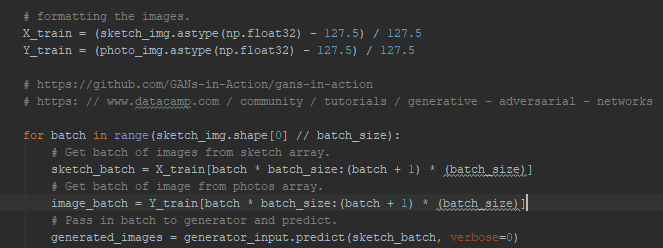 # formatting the images.
X_train = (sketch_img.astype(np.float32) - 127.5) / 127.5
Y_train = (photo_img.astype(np.float32) - 127.5) / 127.5
# https://github.com/GANs-in-Action/gans-in-action
# https: // www.datacamp.com / community / tutorials / generative - adversarial - networks
for batch in range(sketch_img.shape[0] // batch_size):
# Get batch of images from sketch array.
sketch_batch = X_train[batch * batch_size:(batch + 1) * (batch_size)]
# Get batch of image from photos array.
image_batch = Y_train[batch * batch_size:(batch + 1) * (batch_size)]
# Pass in batch to generator and predict.
generated_images = generator_input.predict(sketch_batch, verbose=0)